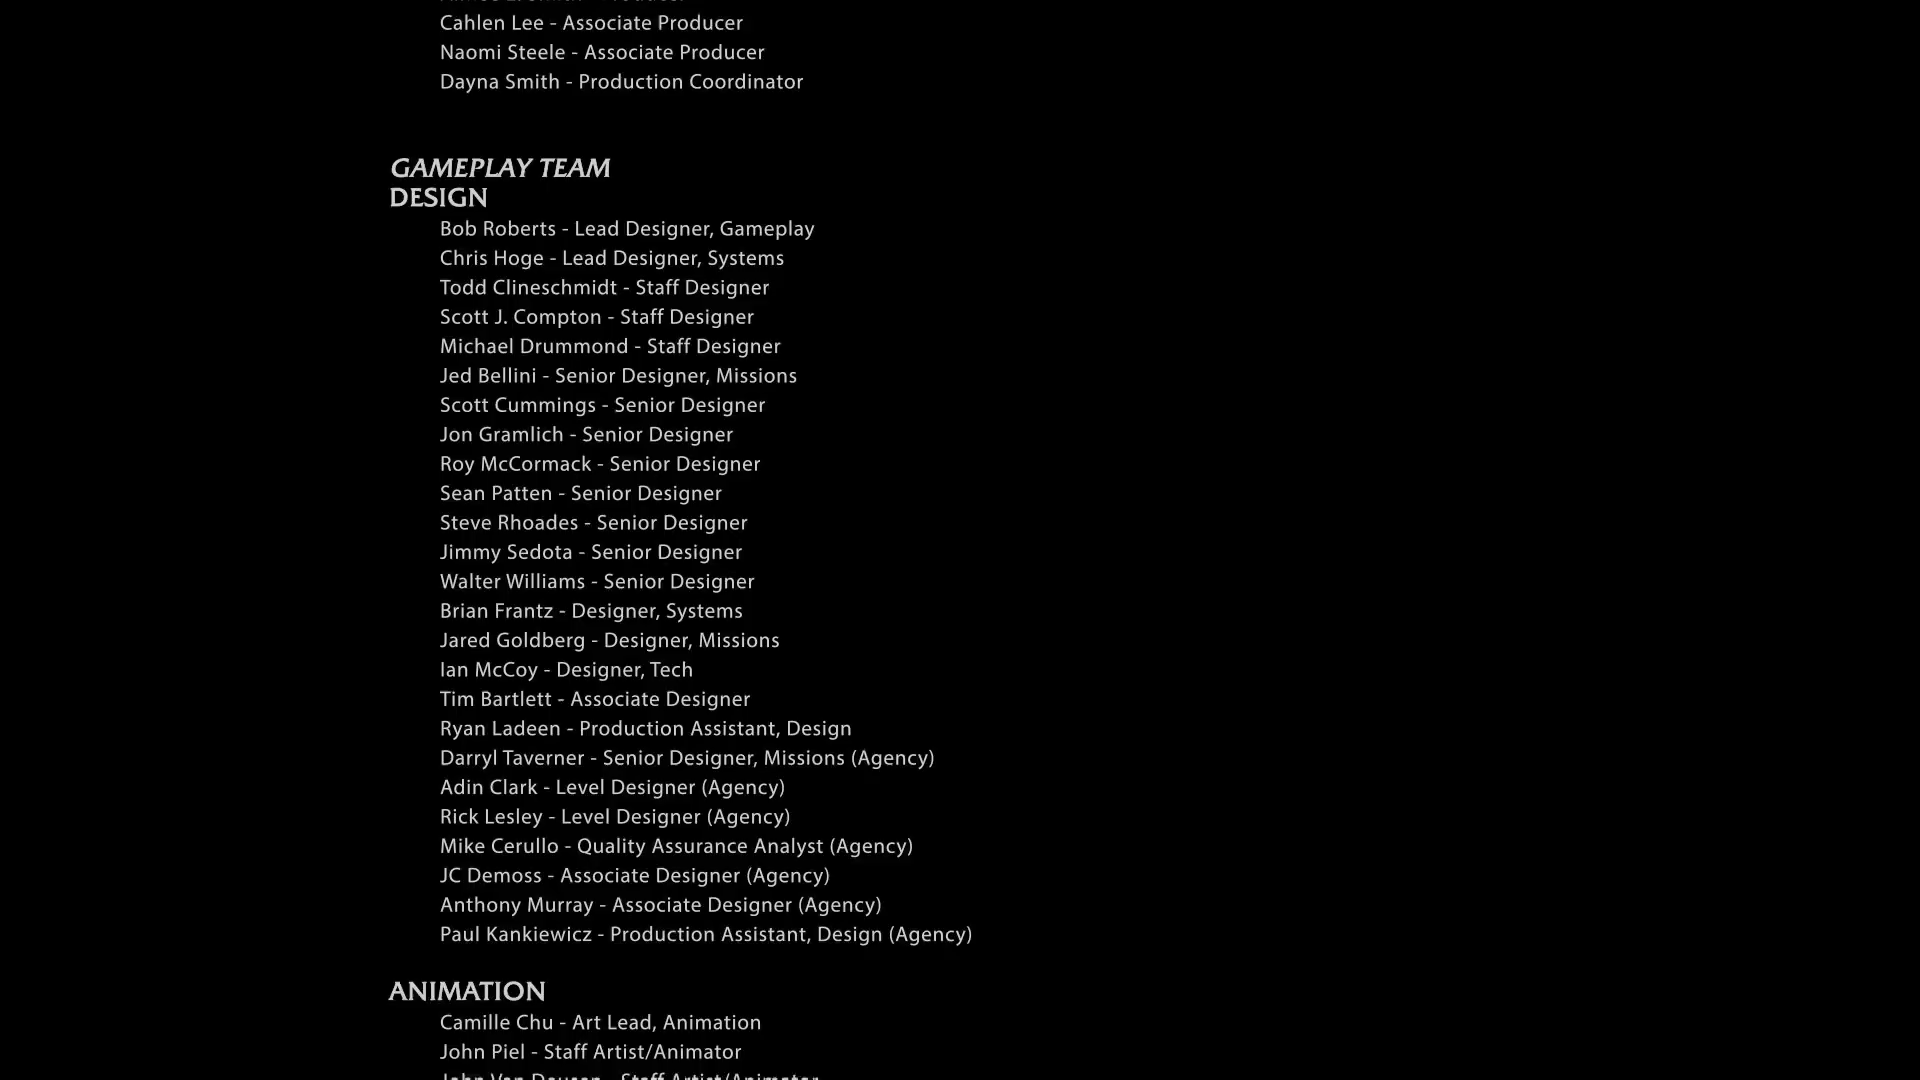 Cahlen Lee - Associate Producer
Naomi Steele - Associate Producer
Dayna Smith - Production Coordinator
GAMEPLAY TEAM
DESIGN
Bob Roberts - Lead Designer, Gameplay
Chris Hoge - Lead Designer, Systems
Todd Clineschmidt - Staff Designer
Scott J. Compton - Staff Designer
Michael Drummond - Staff Designer
Jed Bellini - Senior Designer, Missions
Scott Cummings - Senior Designer
Jon Gramlich - Senior Designer
Roy McCormack - Senior Designer
Sean Patten - Senior Designer
Steve Rhoades - Senior Designer
Jimmy Sedota - Senior Designer
Walter Williams - Senior Designer
Brian Frantz - Designer, Systems
Jared Goldberg - Designer, Missions
Ian McCoy - Designer, Tech
Tim Bartlett - Associate Designer
Ryan Ladeen - Production Assistant, Design
Darryl Taverner - Senior Designer, Missions (Agency)
Adin Clark - Level Designer (Agency)
Rick Lesley - Level Designer (Agency)
Mike Cerullo - Quality Assurance Analyst (Agency)
JC Demoss - Associate Designer (Agency)
Anthony Murray - Associate Designer (Agency)
Paul Kankiewicz - Production Assistant, Design (Agency)
ANIMATION
Camille Chu - Art Lead, Animation
John Piel - Staff Artist/Animator
John Van Deusen - Staff Artist/Animator